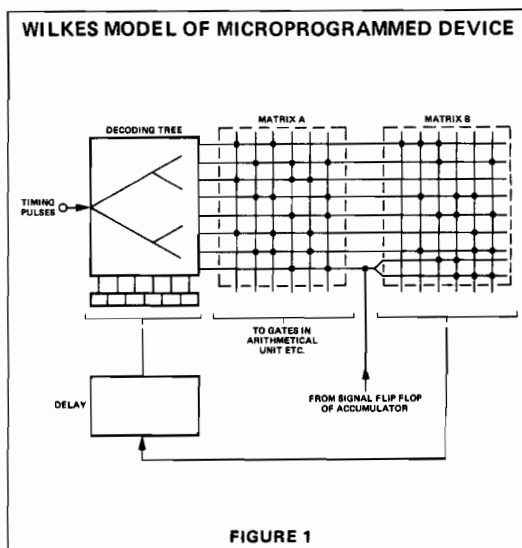 WILKES MODEL OF MICROPROGRAMMED DEVICE
DECODING TREE
MATRIX A
MATRIX B
TIMING
PULSES
TO GATES IN
ARITHMETICAL
UNIT ETC.
FROM SIGNAL FLIP FLOP
OF ACCUMULATOR
DELAY
FIGURE 1